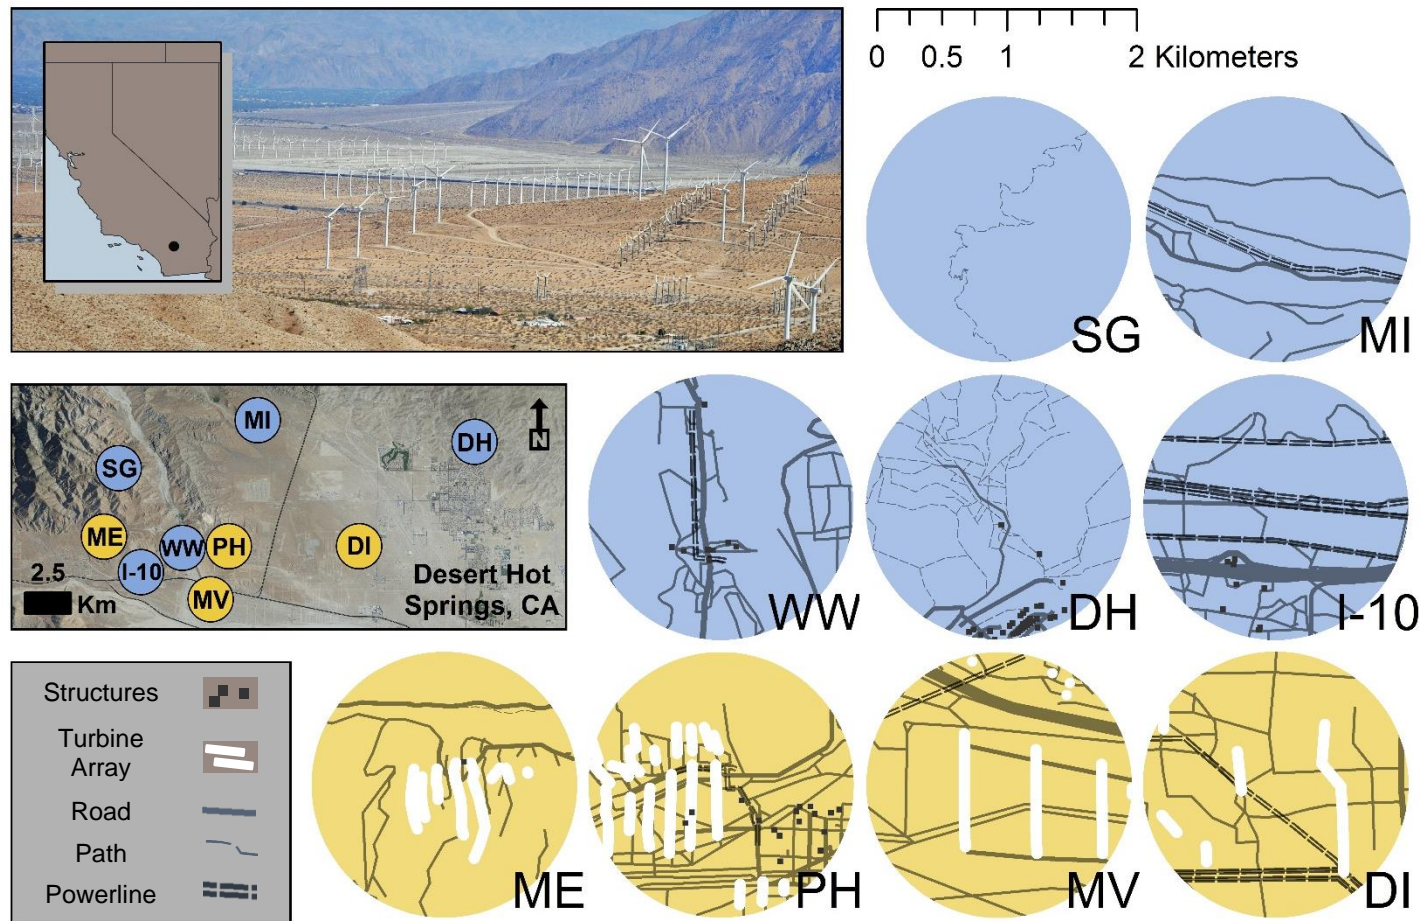 0 0.5 1 2 Kilometers
SG
MI
MI
N
DH
SG
ME
WW
PH
DI
I-10
2.5
Km
MV
Desert Hot
Springs, CA
WW
DH
I-10
Structures
Turbine
Array
Road
Path
Powerline
ME
PH
MV
DI